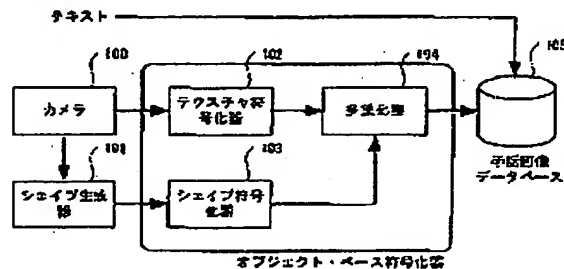 テキスト
100
102
104
105
カメラ
テクスチャ符
号化器
多重化器
手話画像
データベース
101
103
シェイプ生成
器
シェイプ符号
化器
オブジェクト・ベース符号化器